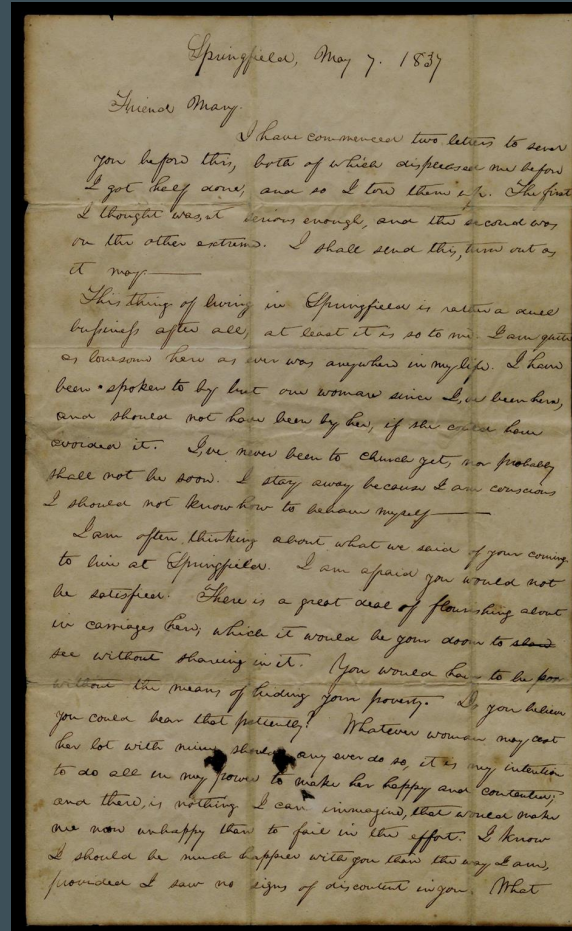 Springfield, May 7. 1837
Friend Mary.
I have commenced two letters to send
you before this, both of which displeased me before
I got half done, and so I tore them up. The first
I thought wasn't serious enough, and the second was
on the other extreme. I shall send this, turn out as
it may—
This thing of living in Springfield is rather a dull
bussiness after all, at least it is so to me. I am quite
as lonesome here as ever was anywhere in my life. I have
been spoken to by but one woman since I've been here,
and should not have been by her, if she could have
avoided it. I've never been to church yet, nor probably
shall not be soon. I stay away because I am conscious
I should not know how to behave myself—
I am often thinking about what we said of your coming
to live at Springfield. I am afraid you would not
be satisfied. There is a great deal of flourishing about
in carriages here, which it would be your doom to shou
see without sharing in it. You would have to be poor
without the means of hiding your poverty. Do you believe
you could bear that patiently? Whatever woman may cast
her lot with mine, should any ever do so, it is my intention
to do all in my power to make her happy and contented;
and there is nothing I can immagine, that would make
me more unhappy than to fail in the effort. I know
I should be much happier with you than the way I am,
provided I saw no signs of discontent in you. What